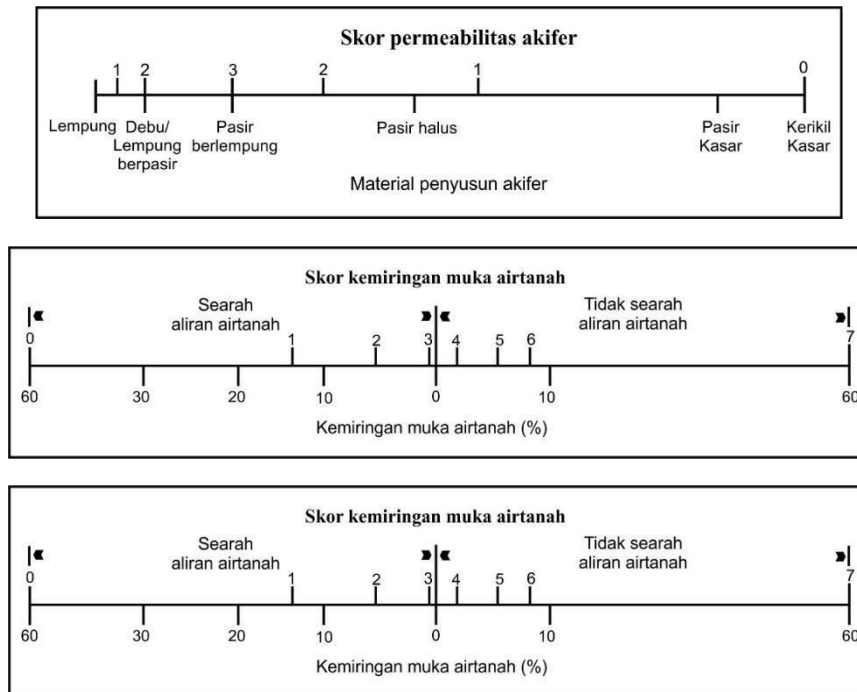 Skor permeabilitas akifer
1 2 3 2 1 0
Lempung Debu/ Pasir Pasir halus Pasir Kerikil
Lempung berlempung Kasar Kasar
berpasir
Material penyusun akifer
Skor kemiringan muka airtanah
Searah Tidak searah
aliran airtanah aliran airtanah
0 1 2 3 4 5 6 7
60 30 20 10 0 10 60
Kemiringan muka airtanah (%)
Skor kemiringan muka airtanah
Searah Tidak searah
aliran airtanah aliran airtanah
0 1 2 3 4 5 6 7
60 30 20 10 0 10 60
Kemiringan muka airtanah (%)